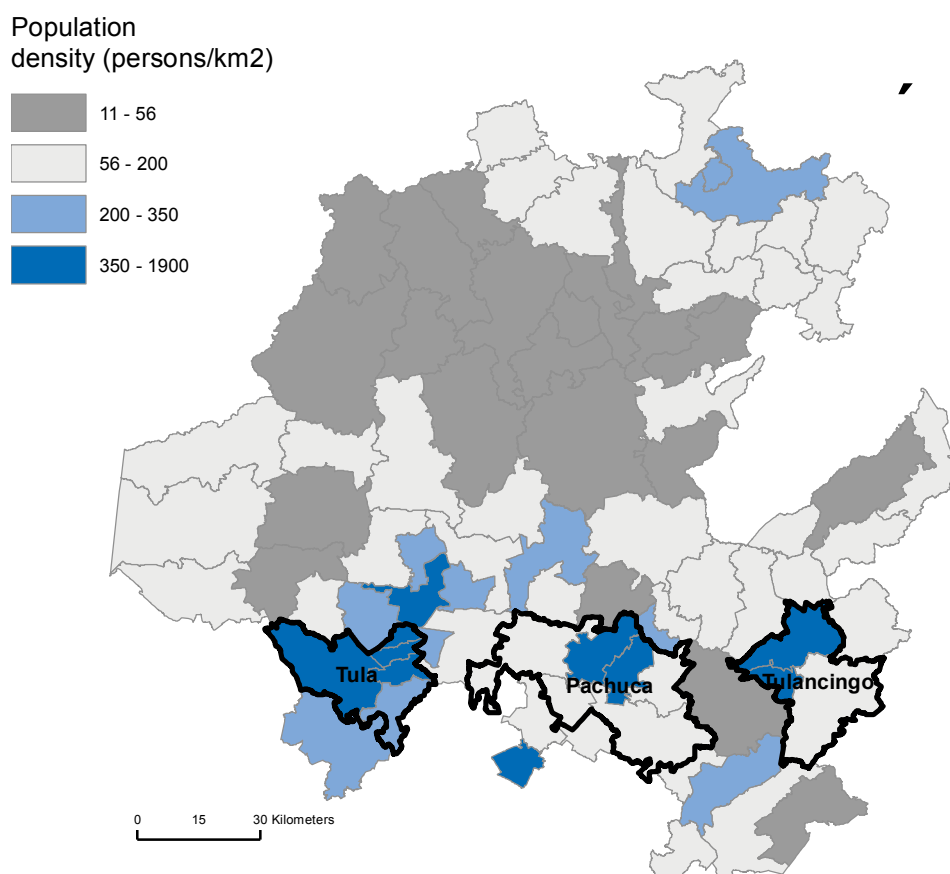 Population
density (persons/km2)
11 - 56
56 - 200
200 - 350
350 - 1900
Tula
Pachuca
Tulancingo
0 15 30 Kilometers